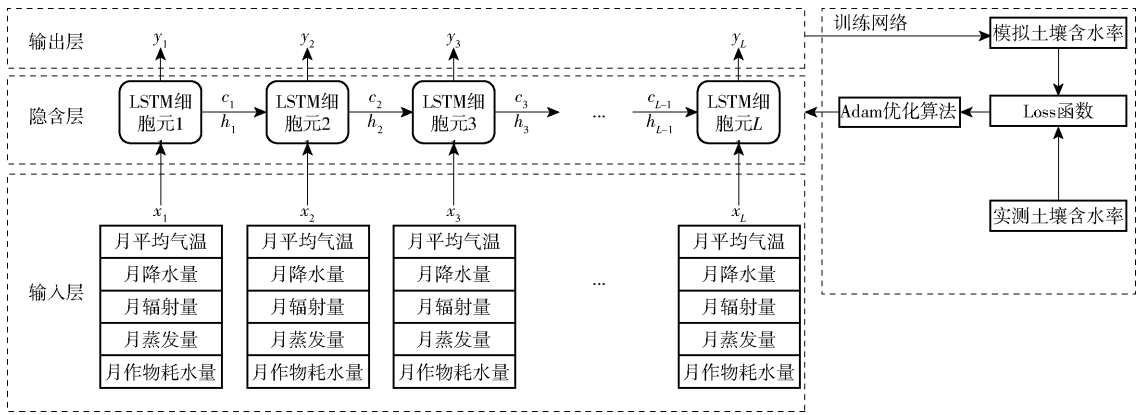 输出层
y1
y2
y3
yL
隐含层
LSTM细
胞元1
c1
h1
LSTM细
胞元2
c2
h2
LSTM细
胞元3
c3
h3
...
cL-1
hL-1
LSTM细
胞元L
输入层
x1
月平均气温
月降水量
月辐射量
月蒸发量
月作物耗水量
x2
月平均气温
月降水量
月辐射量
月蒸发量
月作物耗水量
x3
月平均气温
月降水量
月辐射量
月蒸发量
月作物耗水量
...
xL
月平均气温
月降水量
月辐射量
月蒸发量
月作物耗水量
训练网络
模拟土壤含水率
Adam优化算法
Loss函数
实测土壤含水率